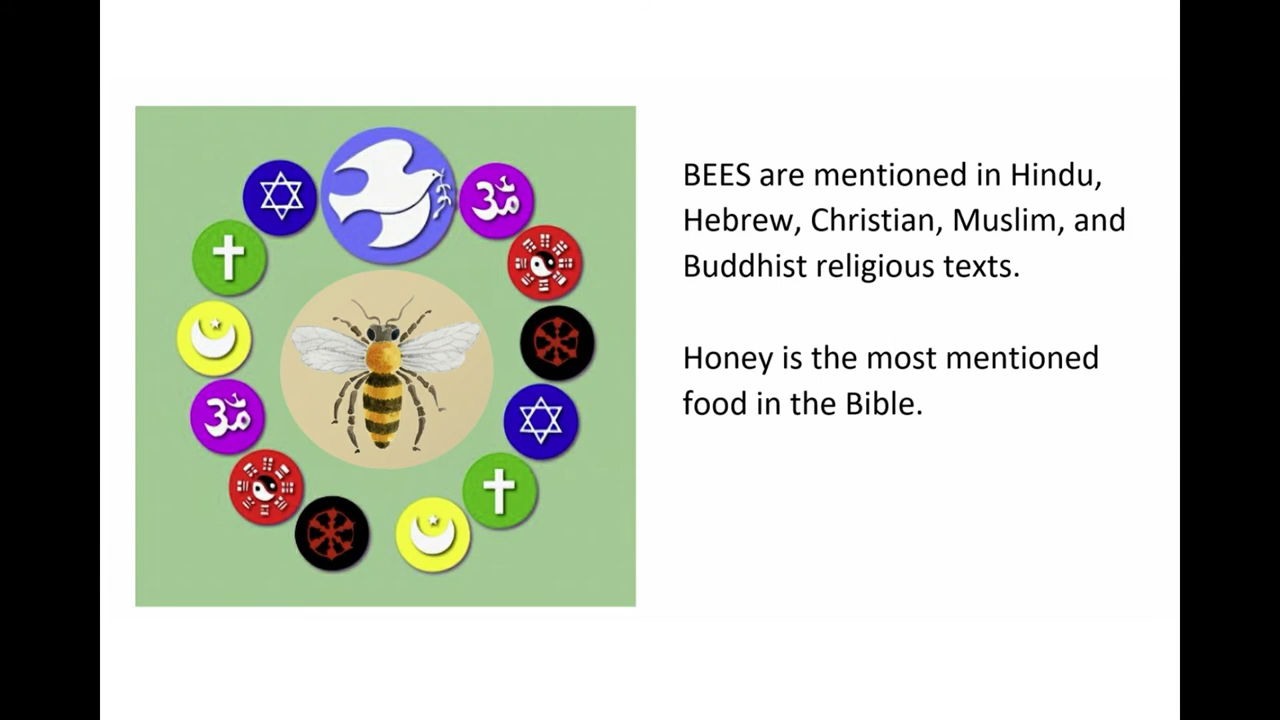 BEES are mentioned in Hindu,
Hebrew, Christian, Muslim, and
Buddhist religious texts.
Honey is the most mentioned
food in the Bible.